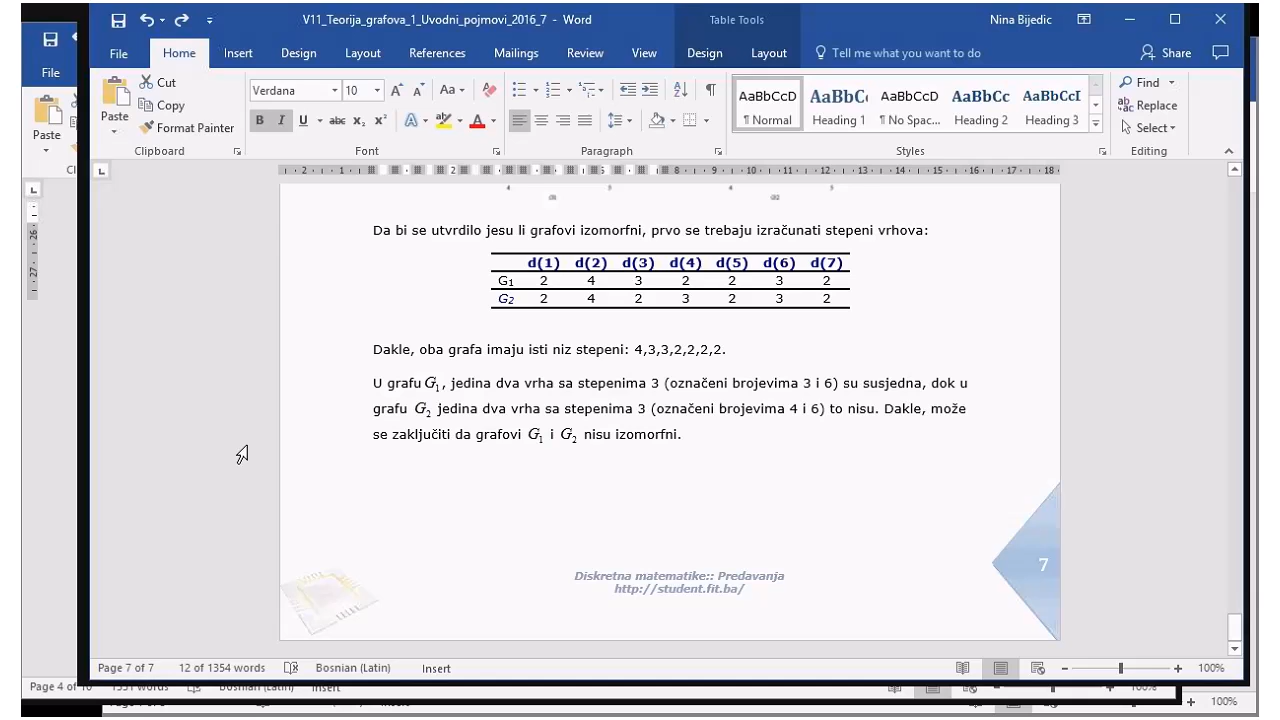 V11_Teorija_grafova_1_Uvodni_pojmovi_2016_7 - Word
Table Tools
Nina Bijedic
File Home Insert Design Layout References Mailings Review View Design Layout Tell me what you want to do Share
File
Paste
Cut
Copy
Format Painter
Clipboard
Verdana 10
Font
Paragraph
AaBbCcD AaBbCc AaBbCcD AaBbCc AaBbCcI
¶ Normal Heading 1 ¶ No Spac... Heading 2 Heading 3
Styles
Find
Replace
Select
Editing
Paste
Da bi se utvrdilo jesu li grafovi izomorfni, prvo se trebaju izračunati stepeni vrhova:
d(1) d(2) d(3) d(4) d(5) d(6) d(7)
G1 2 4 3 2 2 3 2
G2 2 4 2 3 2 3 2
Dakle, oba grafa imaju isti niz stepeni: 4,3,3,2,2,2,2.
U grafu G1, jedina dva vrha sa stepenima 3 (označeni brojevima 3 i 6) su susjedna, dok u
grafu G2 jedina dva vrha sa stepenima 3 (označeni brojevima 4 i 6) to nisu. Dakle, može
se zaključiti da grafovi G1 i G2 nisu izomorfni.
7
Diskretna matematike:: Predavanja
http://student.fit.ba/
Page 7 of 7 12 of 1354 words Bosnian (Latin) Insert 100%
100%